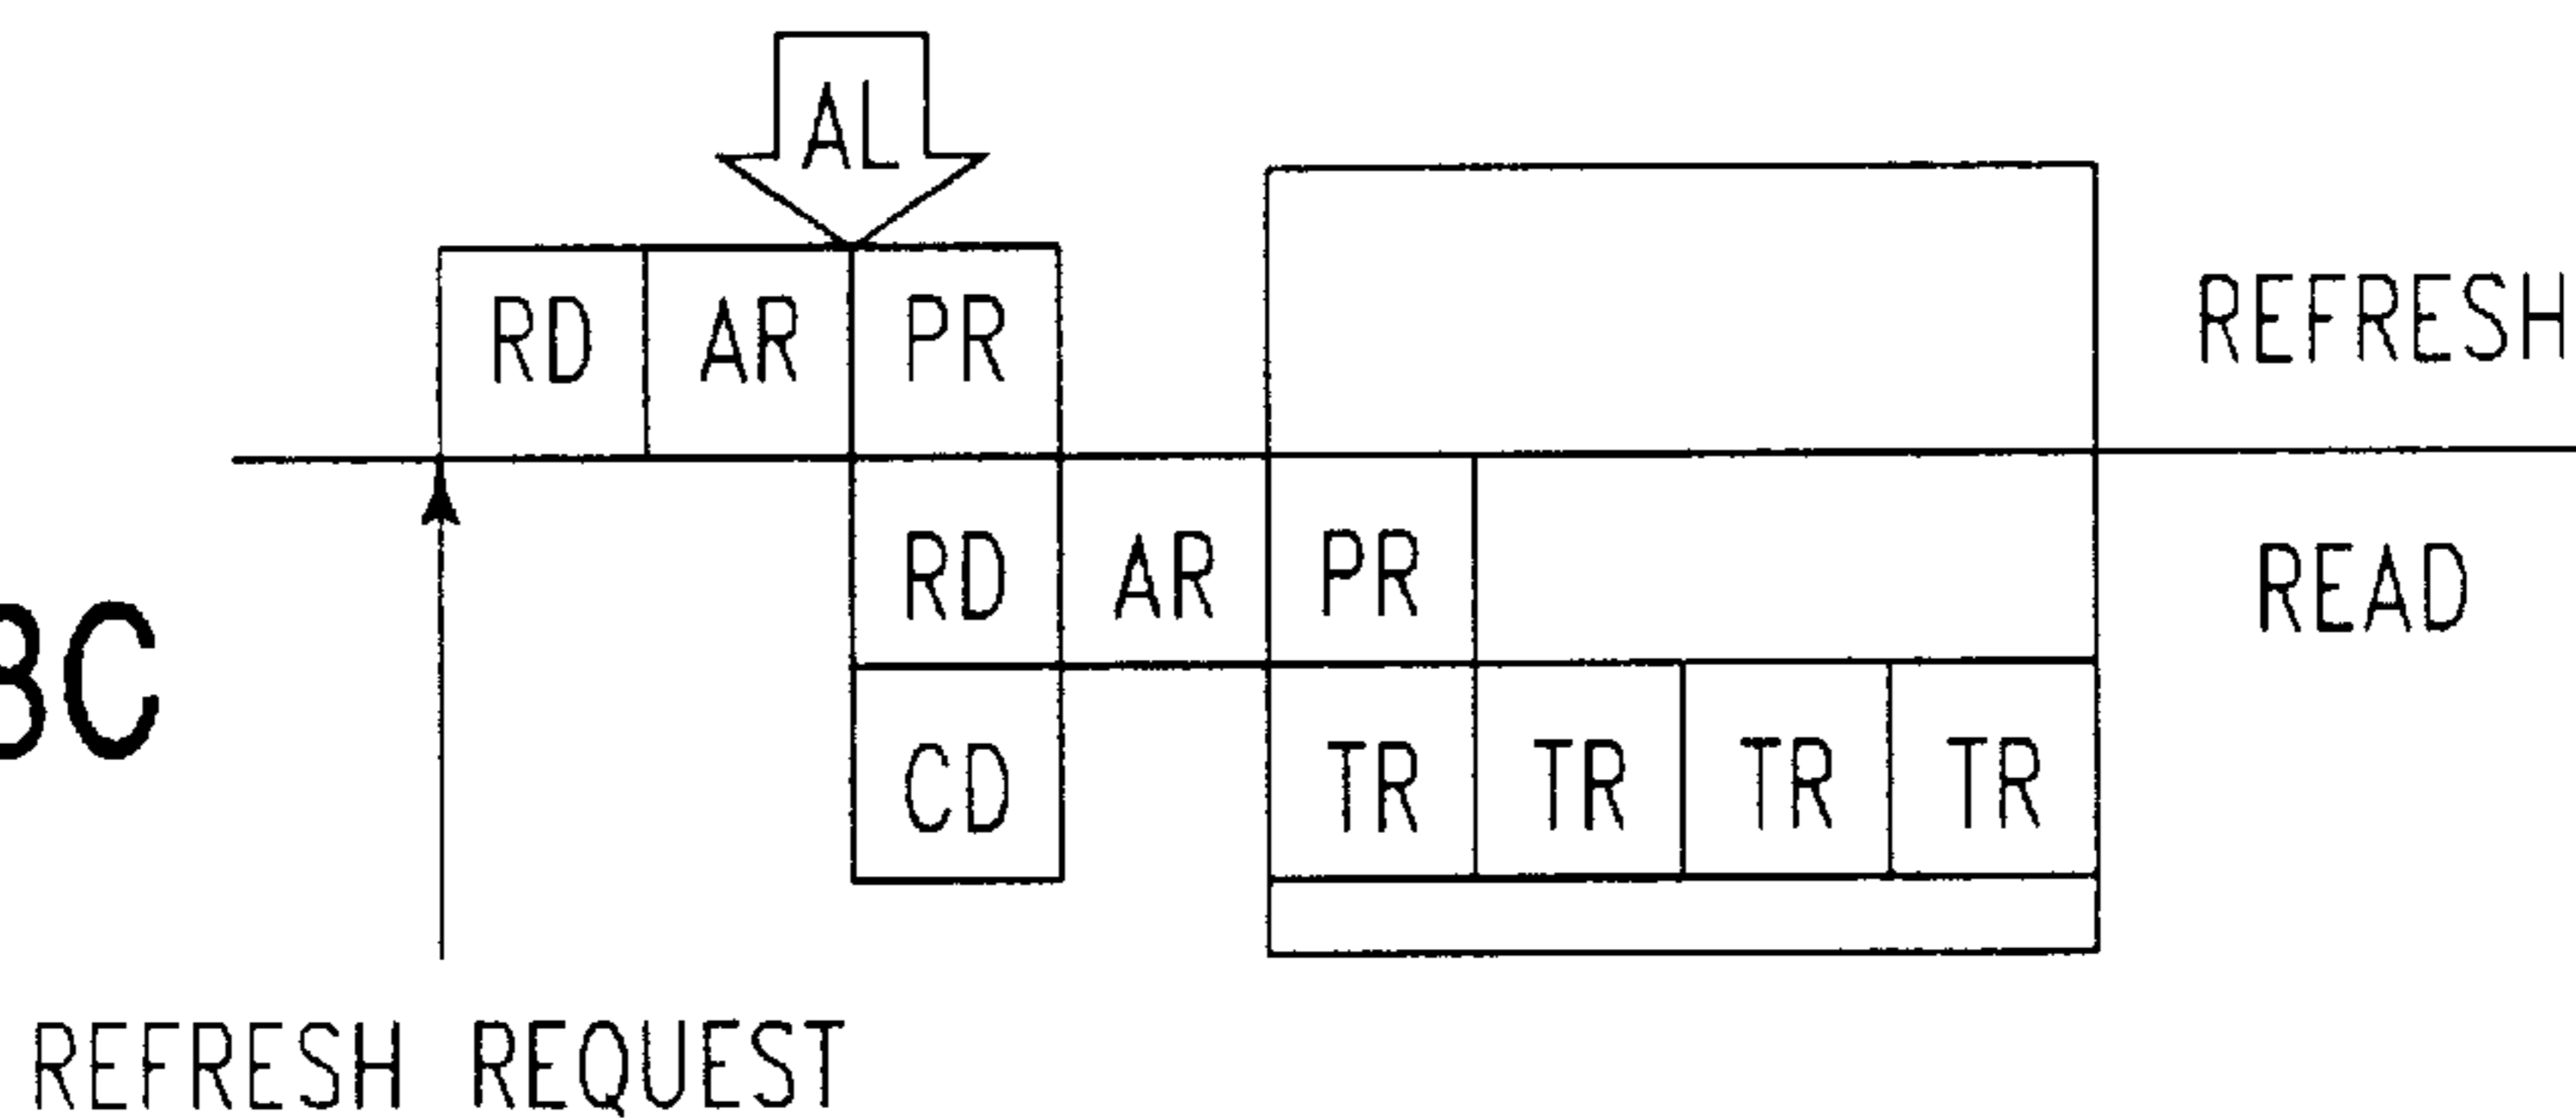 AL
RD AR PR
REFRESH
RD AR PR
READ
BC
CD TR TR TR TR
REFRESH REQUEST